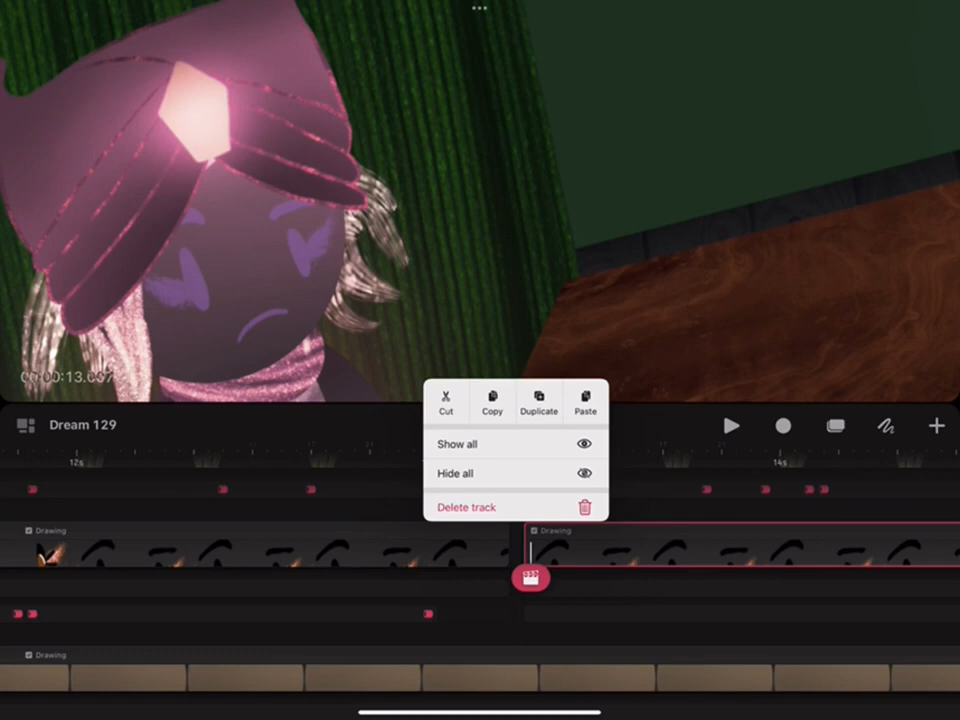 Cut Copy Duplicate Paste
Dream 129
Show all
12s 14s
Hide all
Delete track
Drawing Drawing
Drawing